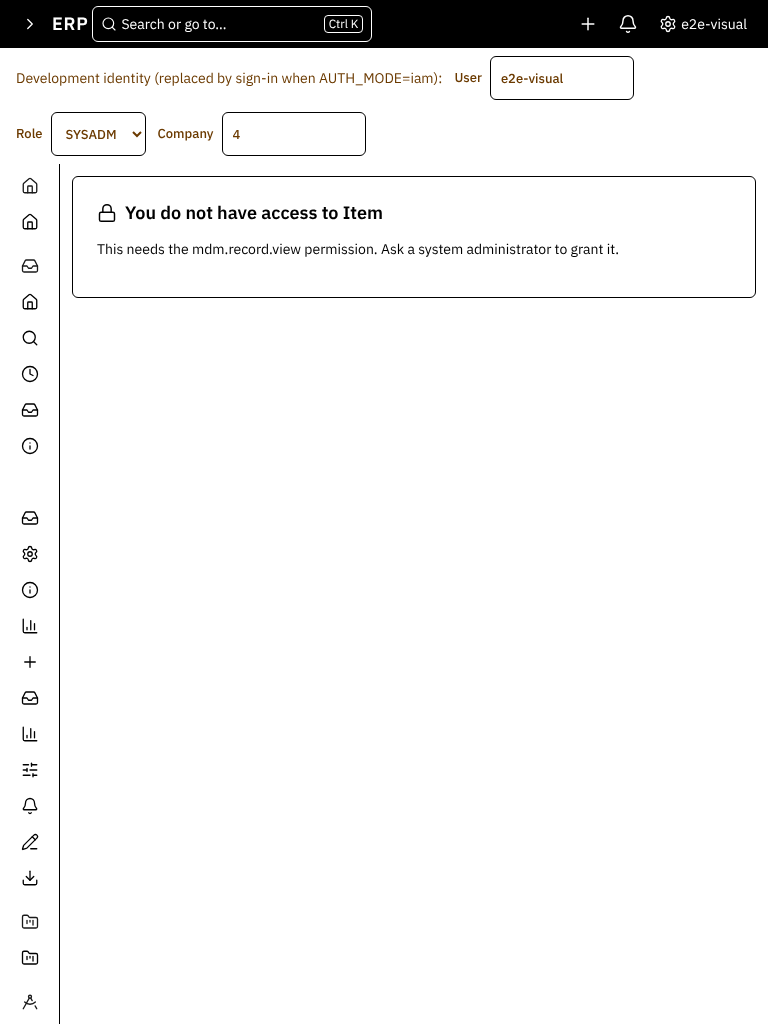 ERP
Search or go to...
Ctrl K
e2e-visual
Development identity (replaced by sign-in when AUTH_MODE=iam):
User
e2e-visual
Role
SYSADM
Company
4
You do not have access to Item
This needs the mdm.record.view permission. Ask a system administrator to grant it.